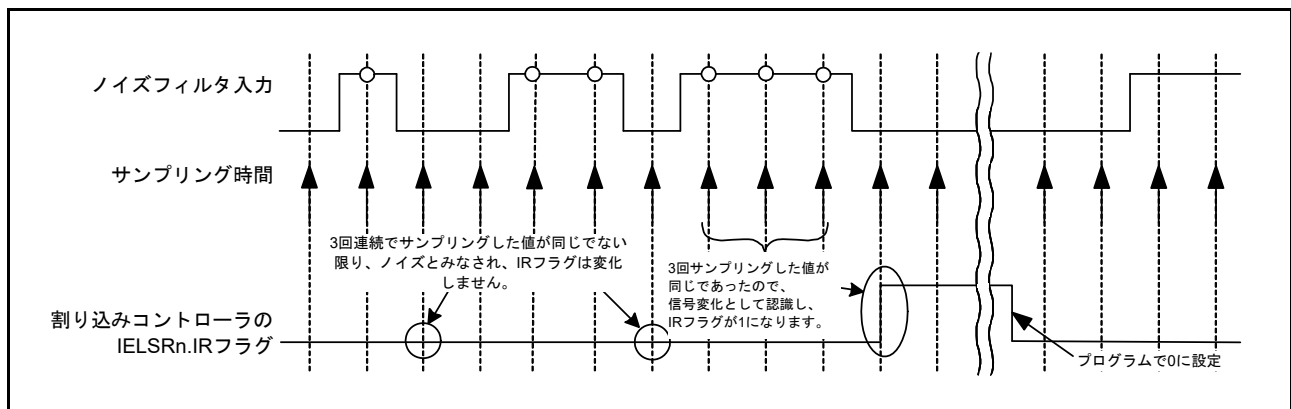 ノイズフィルタ入力
サンプリング時間
3回連続でサンプリングした値が同じでない
限り、ノイズとみなされ、IRフラグは変化
しません。
3回サンプリングした値が
同じであったので、
信号変化として認識し、
IRフラグが1になります。
割り込みコントローラの
IELSRn.IRフラグ
プログラムで0に設定